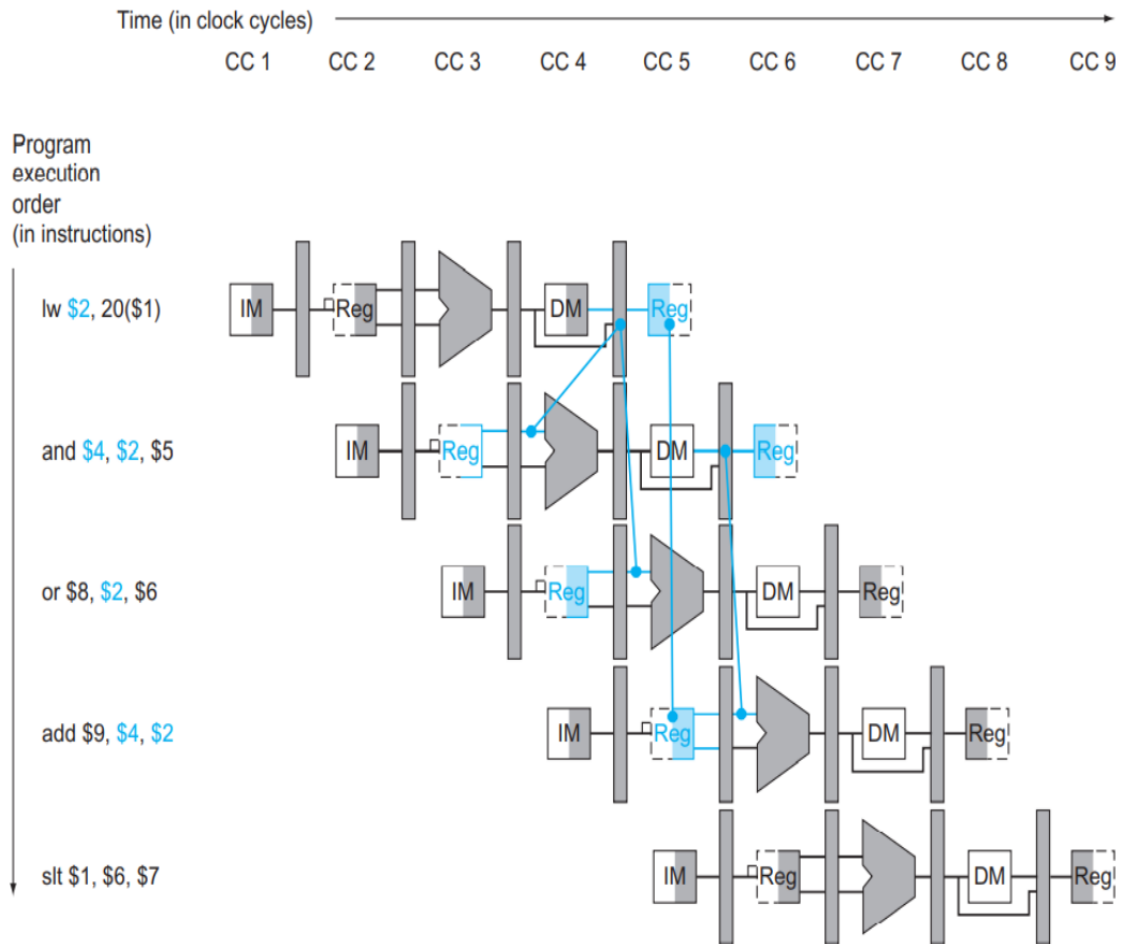 Time (in clock cycles)
CC 1 CC 2 CC 3 CC 4 CC 5 CC 6 CC 7 CC 8 CC 9
Program
execution
order
(in instructions)
lw $2, 20($1) IM Reg DM Reg
and $4, $2, $5 IM Reg DM Reg
or $8, $2, $6 IM Reg DM Reg
add $9, $4, $2 IM Reg DM Reg
slt $1, $6, $7 IM Reg DM Reg